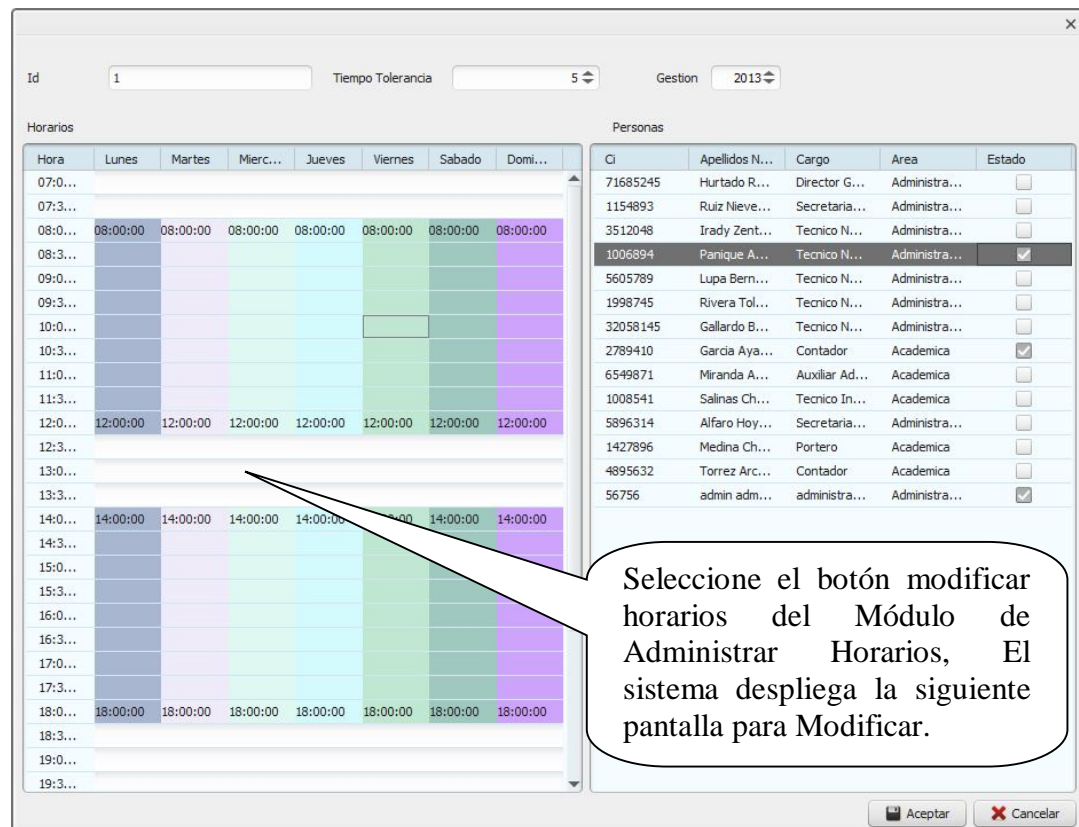 Id 1 Tiempo Tolerancia 5 Gestion 2013
Horarios Personas
Hora Lunes Martes Mierc... Jueves Viernes Sabado Domi...
07:0...
07:3...
08:0... 08:00:00 08:00:00 08:00:00 08:00:00 08:00:00 08:00:00 08:00:00
08:3...
09:0...
09:3...
10:0...
10:3...
11:0...
11:3...
12:0... 12:00:00 12:00:00 12:00:00 12:00:00 12:00:00 12:00:00 12:00:00
12:3...
13:0...
13:3...
14:0... 14:00:00 14:00:00 14:00:00 14:00:00 14:00:00 14:00:00
14:3...
15:0...
15:3...
16:0...
16:3...
17:0...
17:3...
18:0... 18:00:00 18:00:00 18:00:00 18:00:00 18:00:00 18:00:00 18:00:00
18:3...
19:0...
19:3...
Ci Apellidos N... Cargo Area Estado
71685245 Hurtado R... Director G... Administra...
1154893 Ruiz Nieve... Secretaria... Administra...
3512048 Irady Zent... Tecnico N... Administra...
1006894 Panique A... Tecnico N... Administra...
5605789 Lupa Bern... Tecnico N... Administra...
1998745 Rivera Tol... Tecnico N... Administra...
32058145 Gallardo B... Tecnico N... Administra...
2789410 Garcia Aya... Contador Academica
6549871 Miranda A... Auxiliar Ad... Academica
1008541 Salinas Ch... Tecnico In... Academica
5896314 Alfaro Hoy... Secretaria... Academica
1427896 Medina Ch... Portero Academica
4895632 Torrez Arc... Contador Academica
56756 admin adm... administra... Administra...
Seleccione el botón modificar
horarios del Módulo de
Administrar Horarios, El
sistema despliega la siguiente
pantalla para Modificar.
Aceptar Cancelar